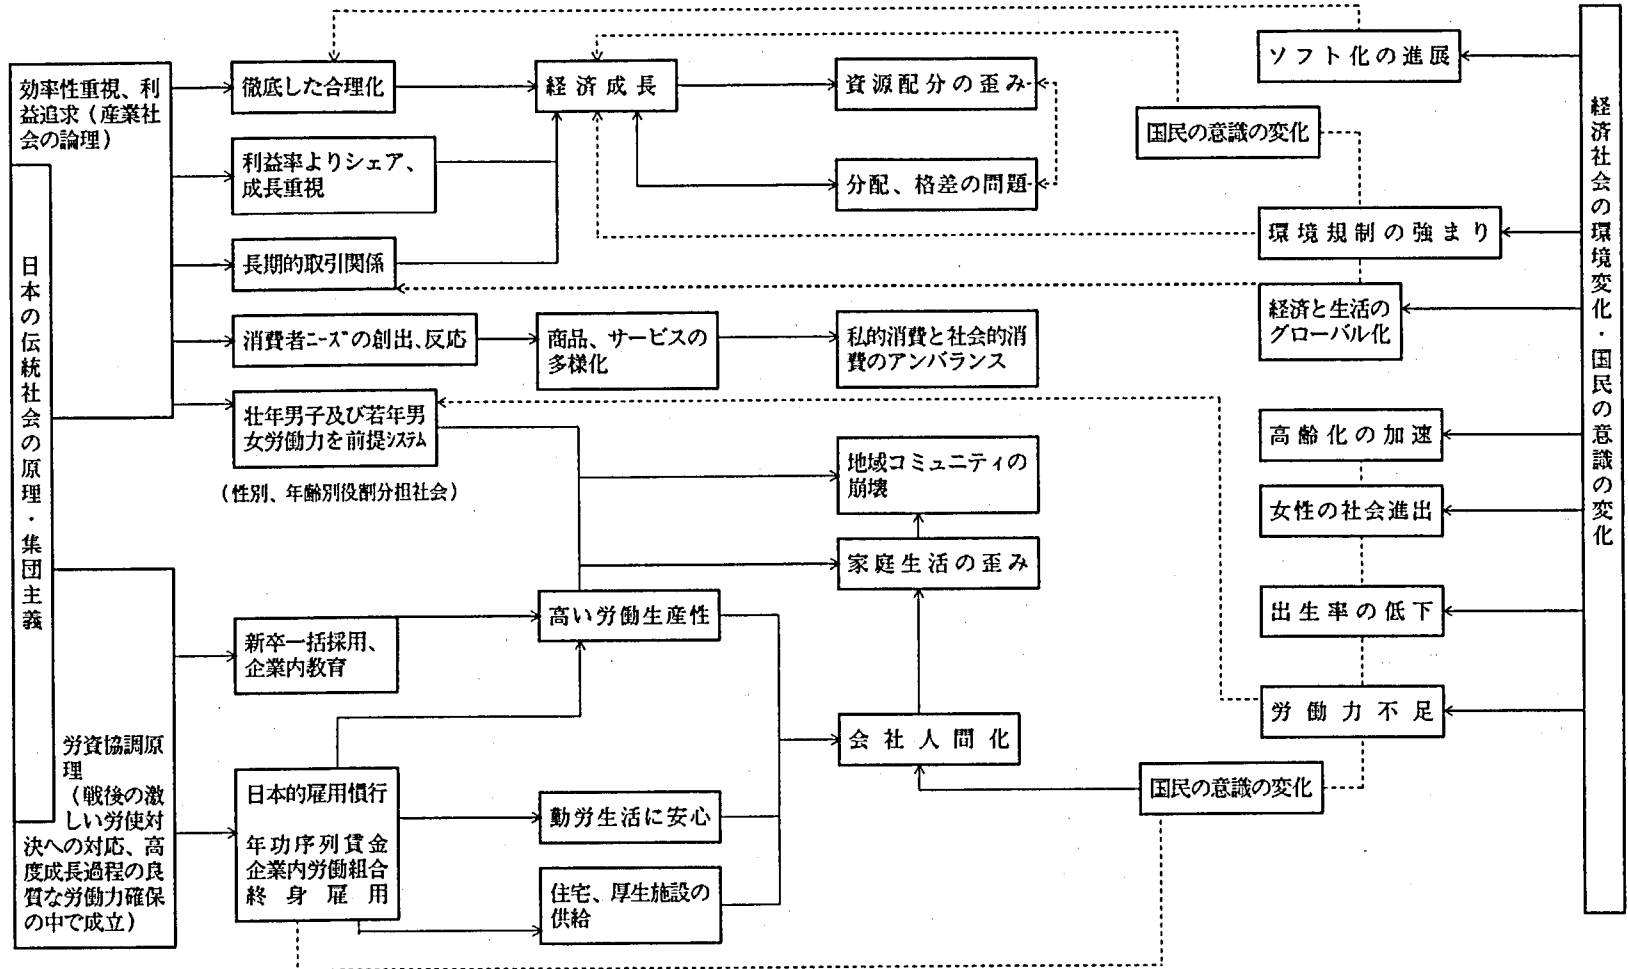 日本の伝統社会の原理・集団主義
効率性重視、利
益追求（産業社
会の論理）
労資協調原
理
（戦後の激
しい労使対
決への対応、高
度成長過程の良
質な労働力確保
の中で成立）
徹底した合理化
利益率よりシェア、
成長重視
長期的取引関係
消費者ニーズの創出、反応
壮年男子及び若年男
女労働力を前提システム
（性別、年齢別役割分担社会）
新卒一括採用、
企業内教育
日本的雇用慣行
年功序列賃金
企業内労働組合
終身雇用
経済成長
商品、サービスの
多様化
高い労働生産性
勤労生活に安心
住宅、厚生施設の
供給
資源配分の歪み
分配、格差の問題
私的消費と社会的消
費のアンバランス
地域コミュニティの
崩壊
家庭生活の歪み
会社人間化
ソフト化の進展
国民の意識の変化
環境規制の強まり
経済と生活の
グローバル化
高齢化の加速
女性の社会進出
出生率の低下
労働力不足
国民の意識の変化
経済社会の環境変化・国民の意識の変化